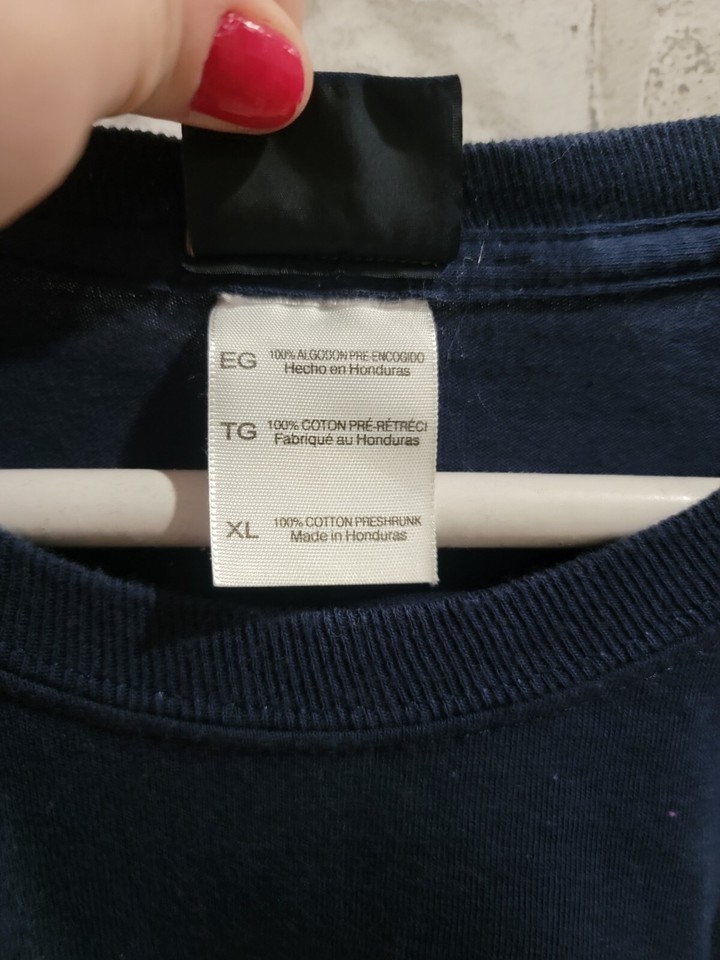 EG 100% ALGODON PRE-ENCOGIDO
Hecho en Honduras
TG 100% COTON PRÉ-RÉTRÉCI
Fabriqué au Honduras
XL 100% COTTON PRESHRUNK
Made in Honduras